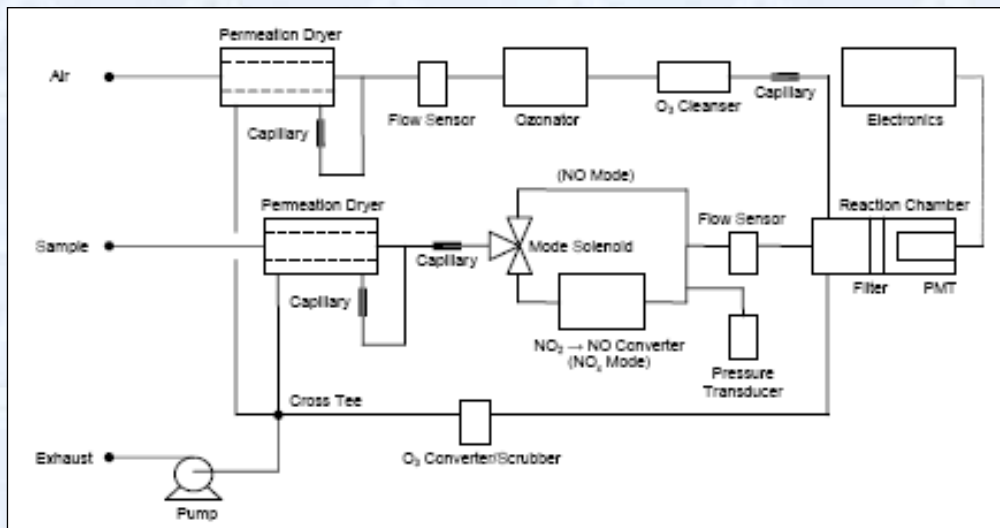 Permeation Dryer
Air
Capillary
Flow Sensor
Ozonator
O₃ Cleanser
Capillary
Electronics
(NO Mode)
Permeation Dryer
Flow Sensor
Reaction Chamber
Sample
Capillary
Mode Solenoid
Capillary
Filter
PMT
NO₂ → NO Converter
(NOₓ Mode)
Pressure
Transducer
Cross Tee
Exhaust
O₃ Converter/Scrubber
Pump